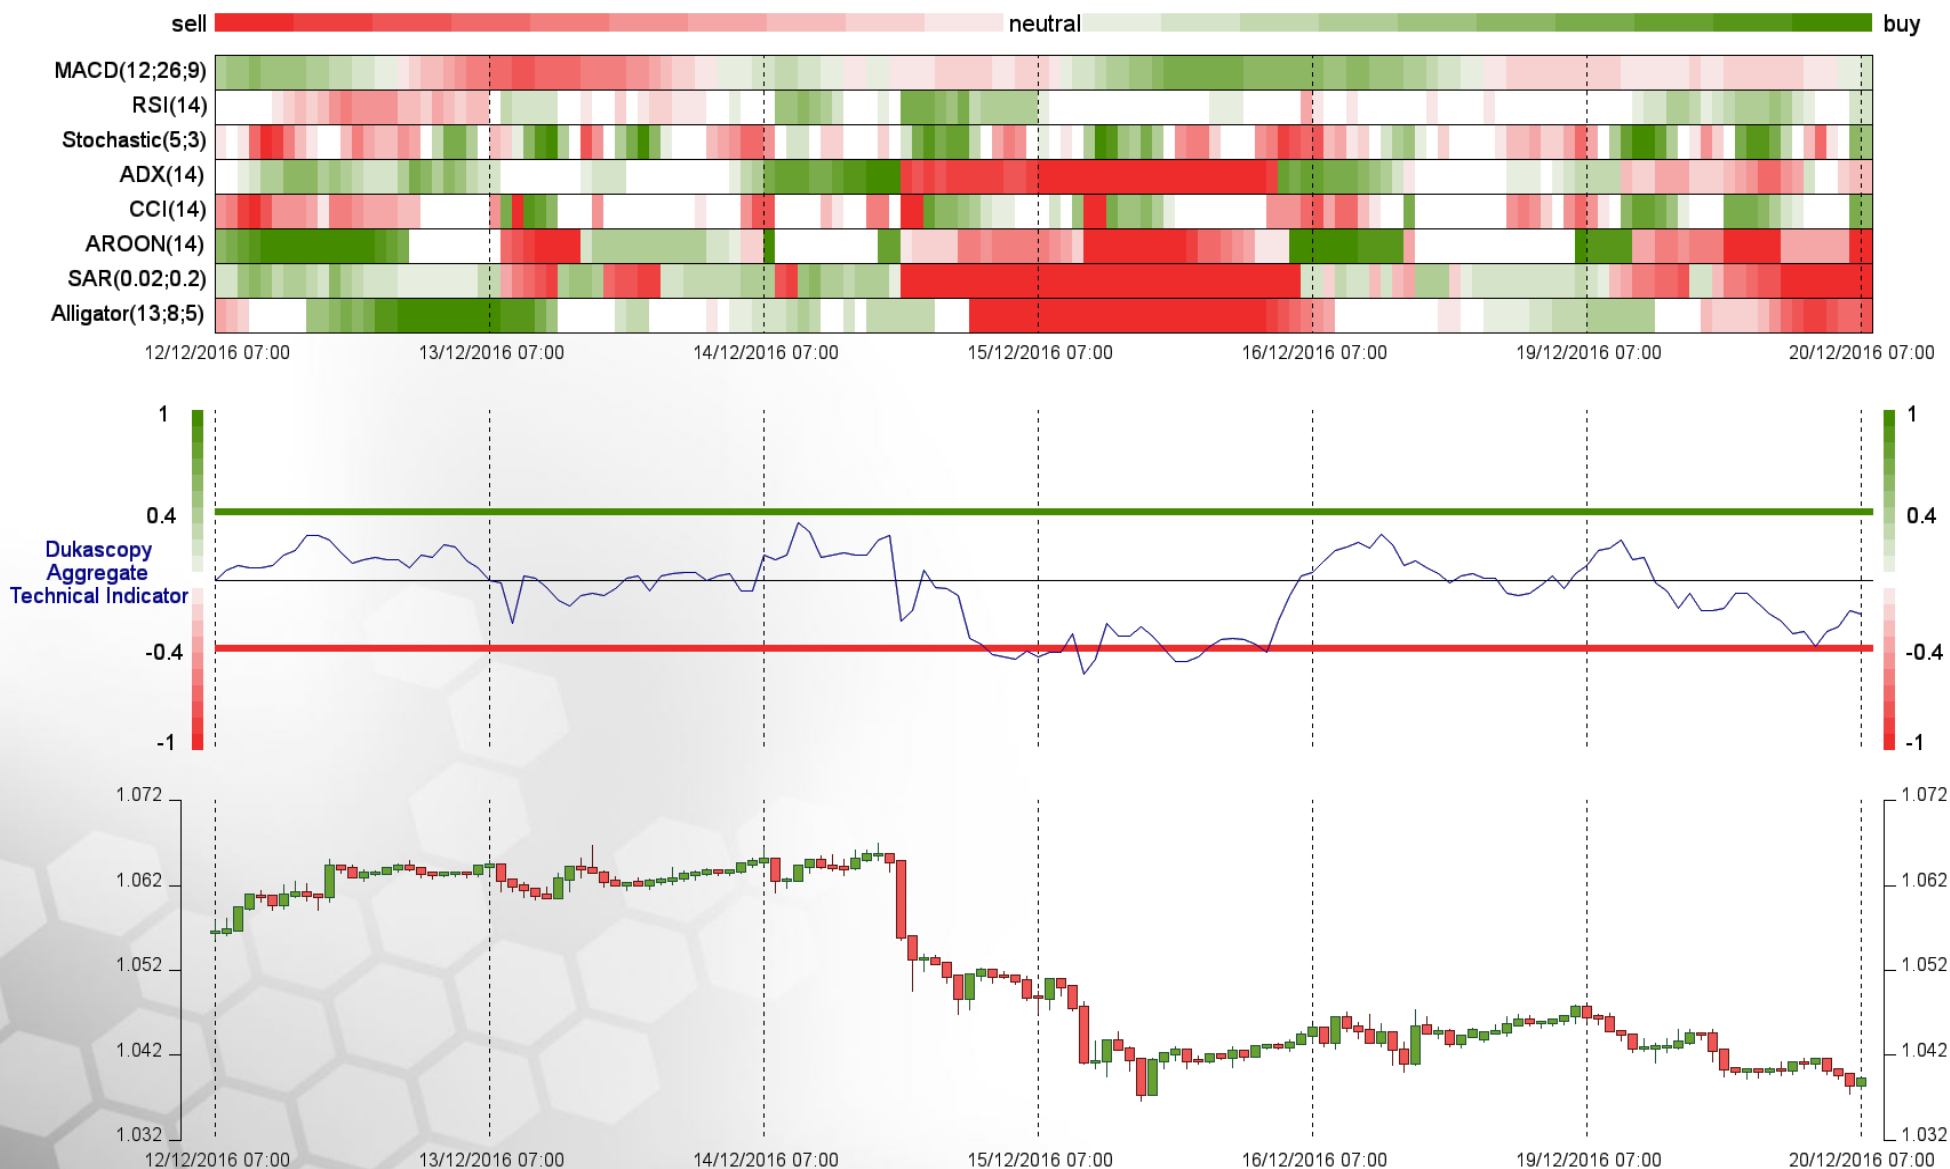 sell neutral buy
MACD(12;26;9)
RSI(14)
Stochastic(5;3)
ADX(14)
CCI(14)
AROON(14)
SAR(0.02;0.2)
Alligator(13;8;5)
12/12/2016 07:00 13/12/2016 07:00 14/12/2016 07:00 15/12/2016 07:00 16/12/2016 07:00 19/12/2016 07:00 20/12/2016 07:00
1 1
0.4 0.4
Dukascopy
Aggregate
Technical Indicator
-0.4 -0.4
-1 -1
1.072 1.072
1.062 1.062
1.052 1.052
1.042 1.042
1.032 1.032
12/12/2016 07:00 13/12/2016 07:00 14/12/2016 07:00 15/12/2016 07:00 16/12/2016 07:00 19/12/2016 07:00 20/12/2016 07:00